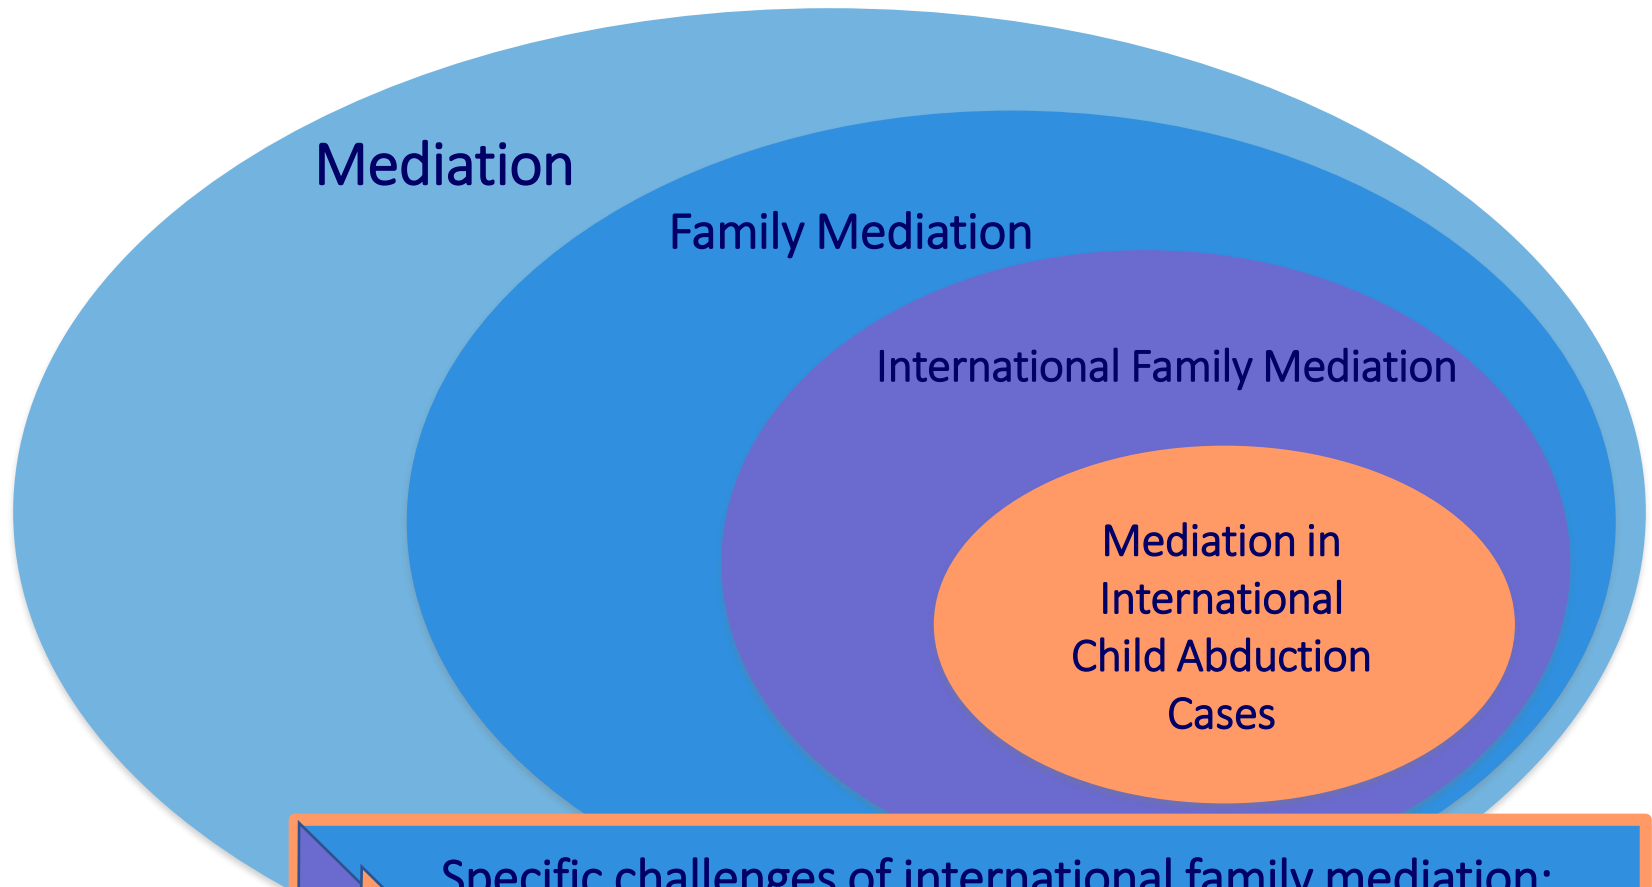 Mediation
Family Mediation
International Family Mediation
Mediation in
International
Child Abduction
Cases
Specific challenges of international family mediation: